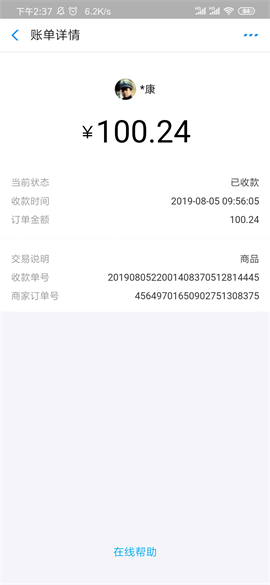 下午2:37 6.2K/s 84
账单详情
*康
¥100.24
当前状态 已收款
收款时间 2019-08-05 09:56:05
订单金额 100.24
交易说明 商品
收款单号 2019080522001408370512814445
商家订单号 45649701650902751308375
在线帮助